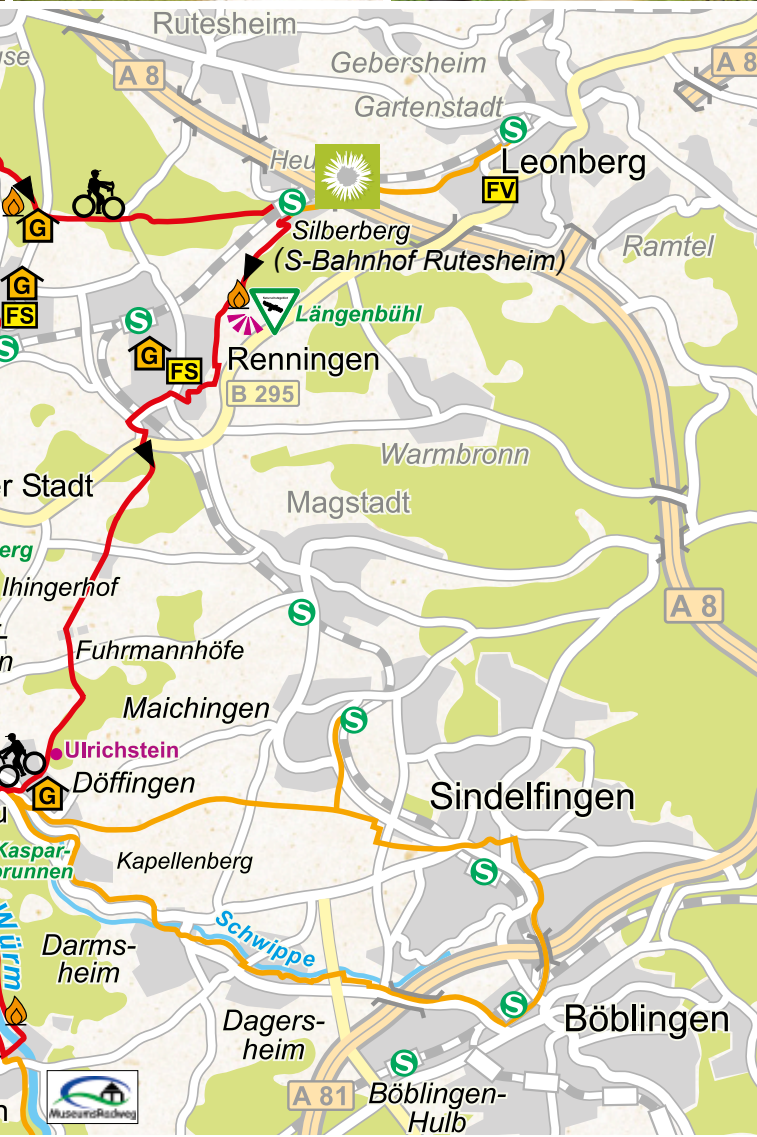 Rutesheim
use
A 8
Gebersheim
A 8
Gartenstadt
S
Heu
Leonberg
FV
S
G
Silberberg
(S-Bahnhof Rutesheim)
Ramtel
G
FS
Längenbühl
S
S
G
FS
Renningen
B 295
Warmbronn
er Stadt
Magstadt
erg
Ihingerhof
A 8
S
Fuhrmannhöfe
n
Maichingen
S
Ulrichstein
Döffingen
G
Sindelfingen
u
Kaspar-
brunnen
Kapellenberg
S
Würm
Schwippe
Darms-
heim
S
Böblingen
Dagers-
heim
S
A 81
Böblingen-
Hulb
MuseumsRadweg
n